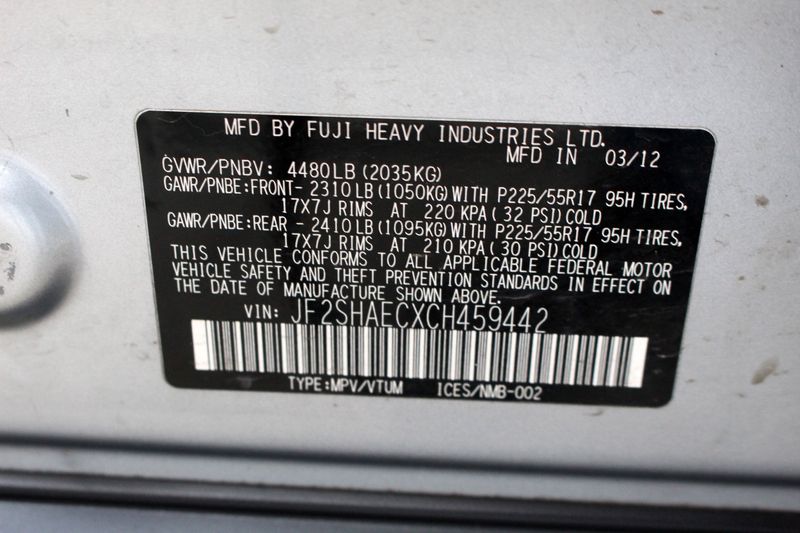 MFD BY FUJI HEAVY INDUSTRIES LTD.
MFD IN 03/12
GVWR/PNBV: 4480LB (2035KG)
GAWR/PNBE:FRONT- 2310LB(1050KG)WITH P225/55R17 95H TIRES,
17X7J RIMS AT 220 KPA( 32 PSI)COLD
GAWR/PNBE:REAR - 2410LB(1095KG)WITH P225/55R17 95H TIRES,
17X7J RIMS AT 210 KPA( 30 PSI)COLD
THIS VEHICLE CONFORMS TO ALL APPLICABLE FEDERAL MOTOR
VEHICLE SAFETY AND THEFT PREVENTION STANDARDS IN EFFECT ON
THE DATE OF MANUFACTURE SHOWN ABOVE.
VIN: JF2SHAECXCH459442
TYPE:MPV/VTUM ICES/NMB-002